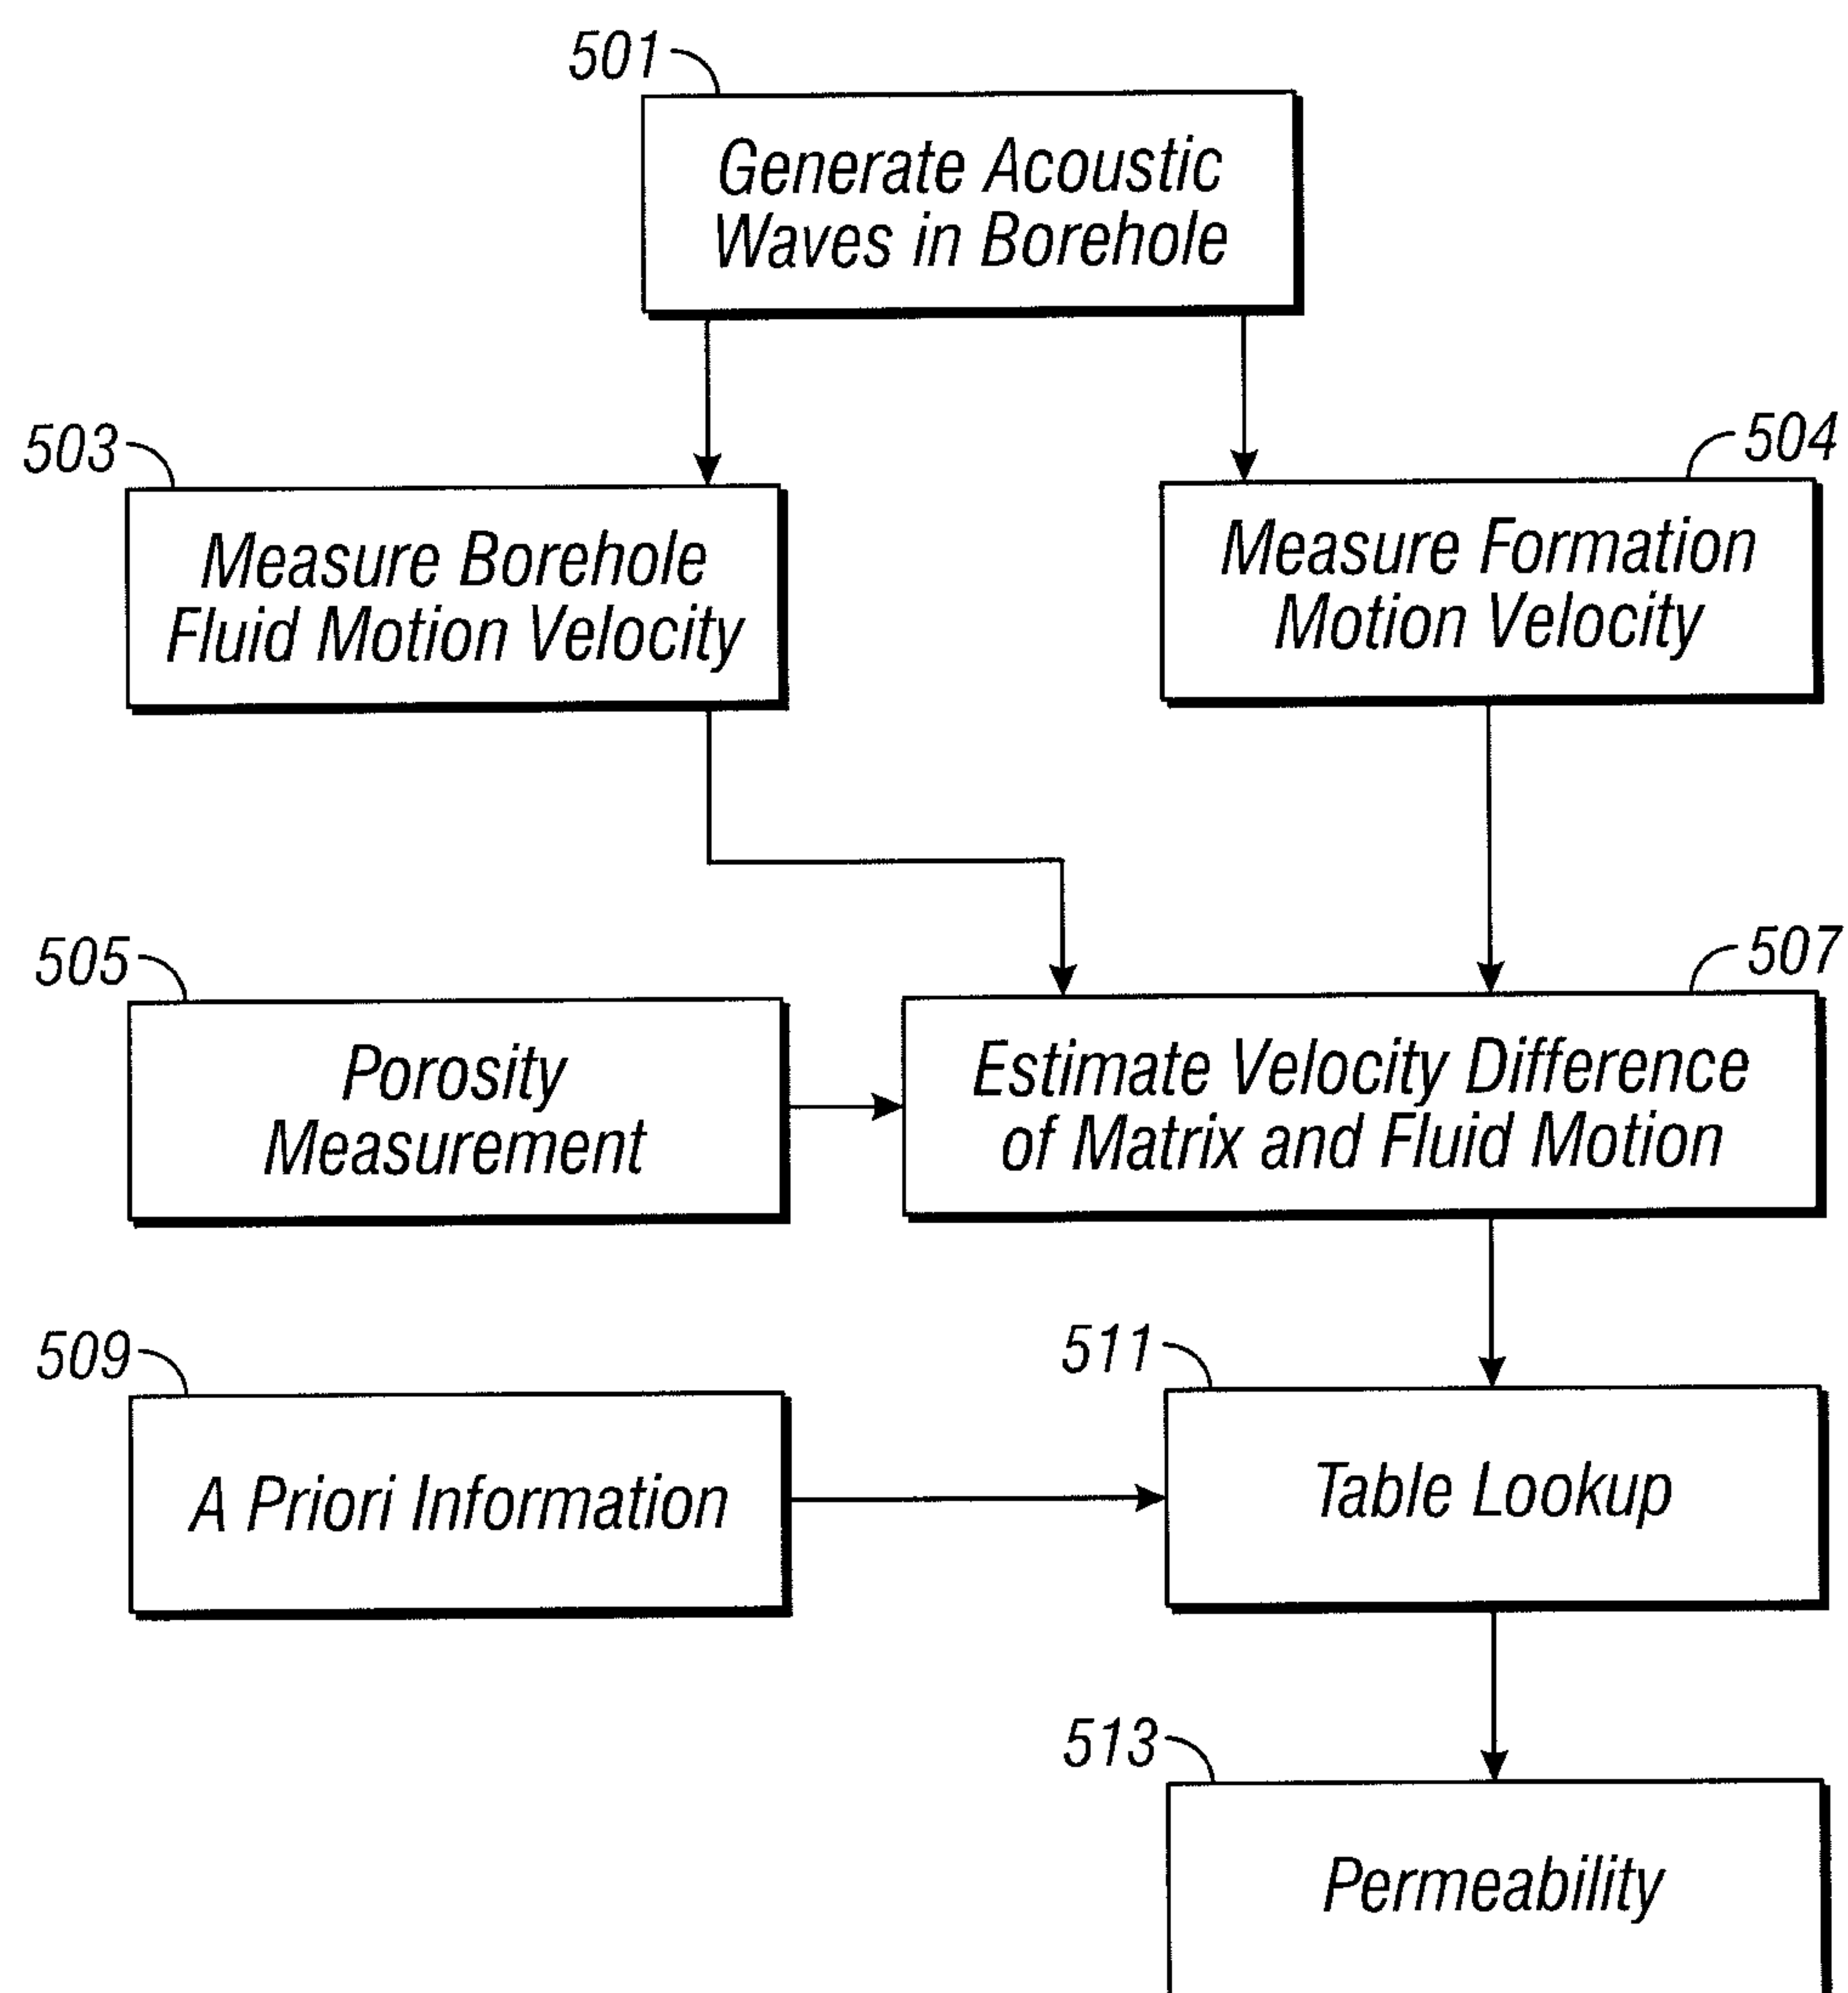 501
Generate Acoustic
Waves in Borehole
503
504
Measure Borehole
Fluid Motion Velocity
Measure Formation
Motion Velocity
505
507
Porosity
Measurement
Estimate Velocity Difference
of Matrix and Fluid Motion
509
511
A Priori Information
Table Lookup
513
Permeability